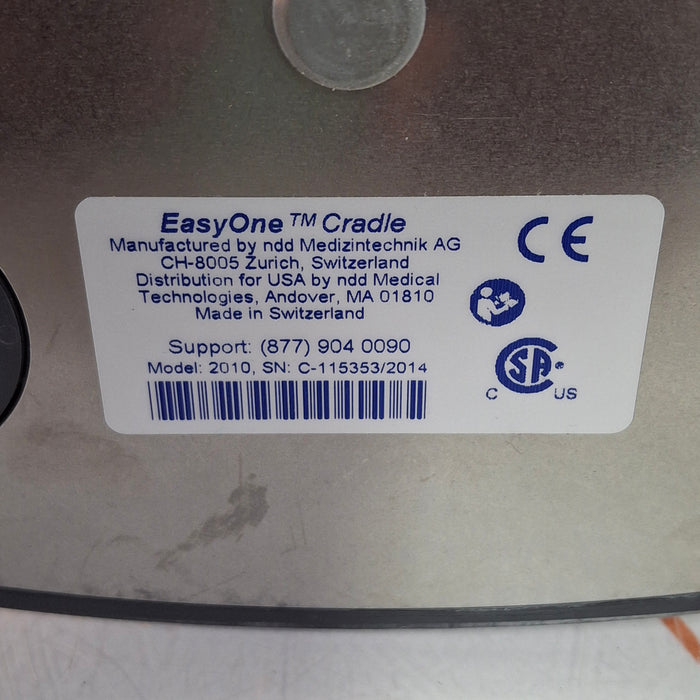 EasyOne™ Cradle
Manufactured by ndd Medizintechnik AG
CH-8005 Zurich, Switzerland
Distribution for USA by ndd Medical
Technologies, Andover, MA 01810
Made in Switzerland
Support: (877) 904 0090
Model: 2010, SN: C-115353/2014
CE
CSA®
C US